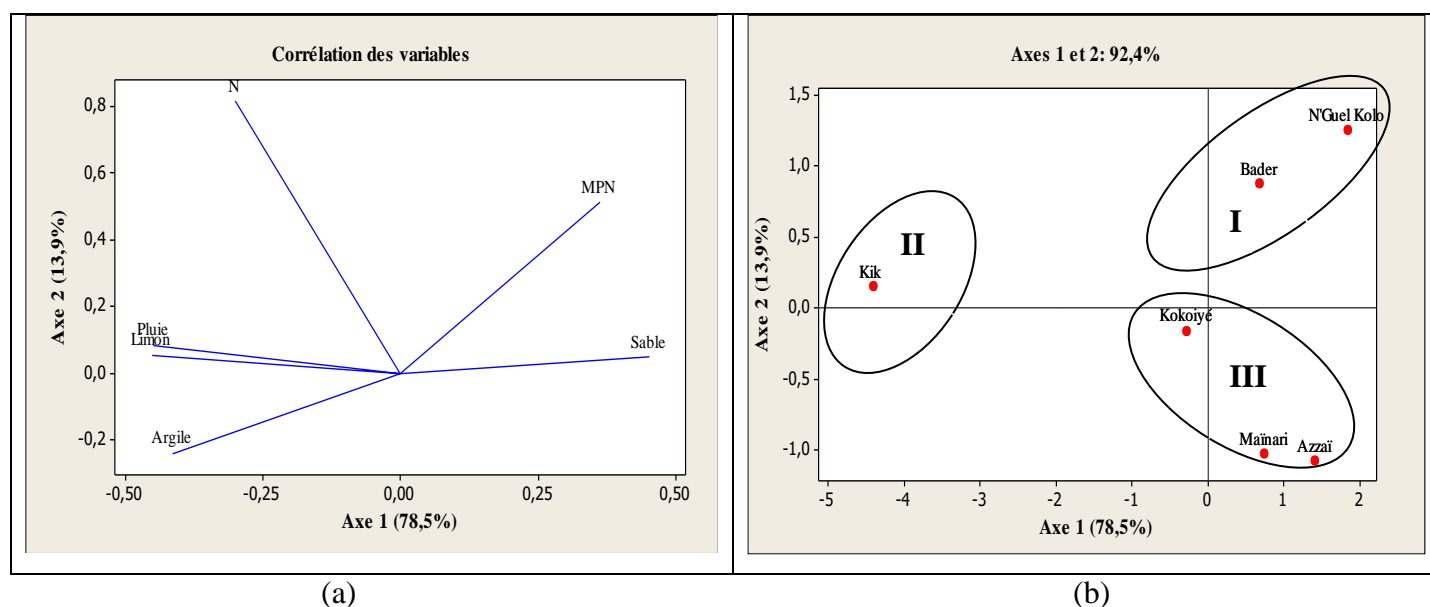 Corrélation des variables
N
0,8
0,6
MPN
0,4
0,2
Pluie
Limon
Sable
0,0
Argile
-0,2
-0,50
-0,25
0,00
0,25
0,50
Axe 2 (13,9%)
Axe 1 (78,5%)
(a)
Axes 1 et 2: 92,4%
1,5
N'Guel Kolo
1,0
Bader
I
0,5
II
Kik
0,0
Kokoiyé
-0,5
III
Maïnari
Azzaï
-1,0
-5
-4
-3
-2
-1
0
1
2
Axe 2 (13,9%)
Axe 1 (78,5%)
(b)